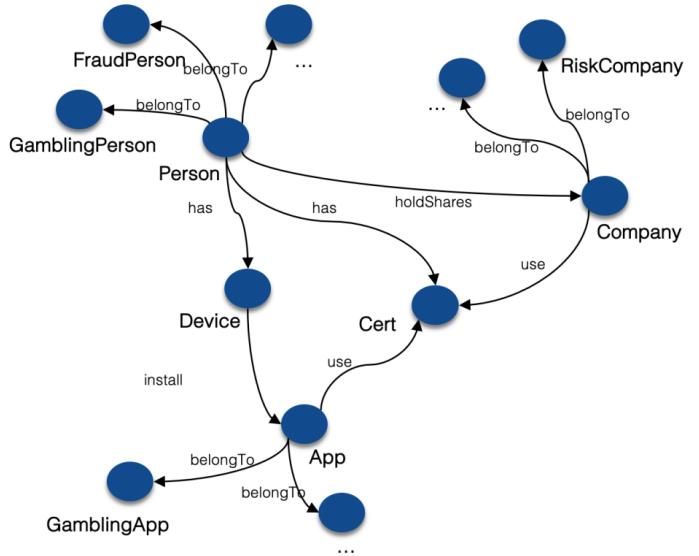 FraudPerson
belongTo
...
RiskCompany
...
belongTo
GamblingPerson
belongTo
belongTo
Person
has
has
holdShares
Company
use
Device
Cert
use
install
App
belongTo
belongTo
GamblingApp
...